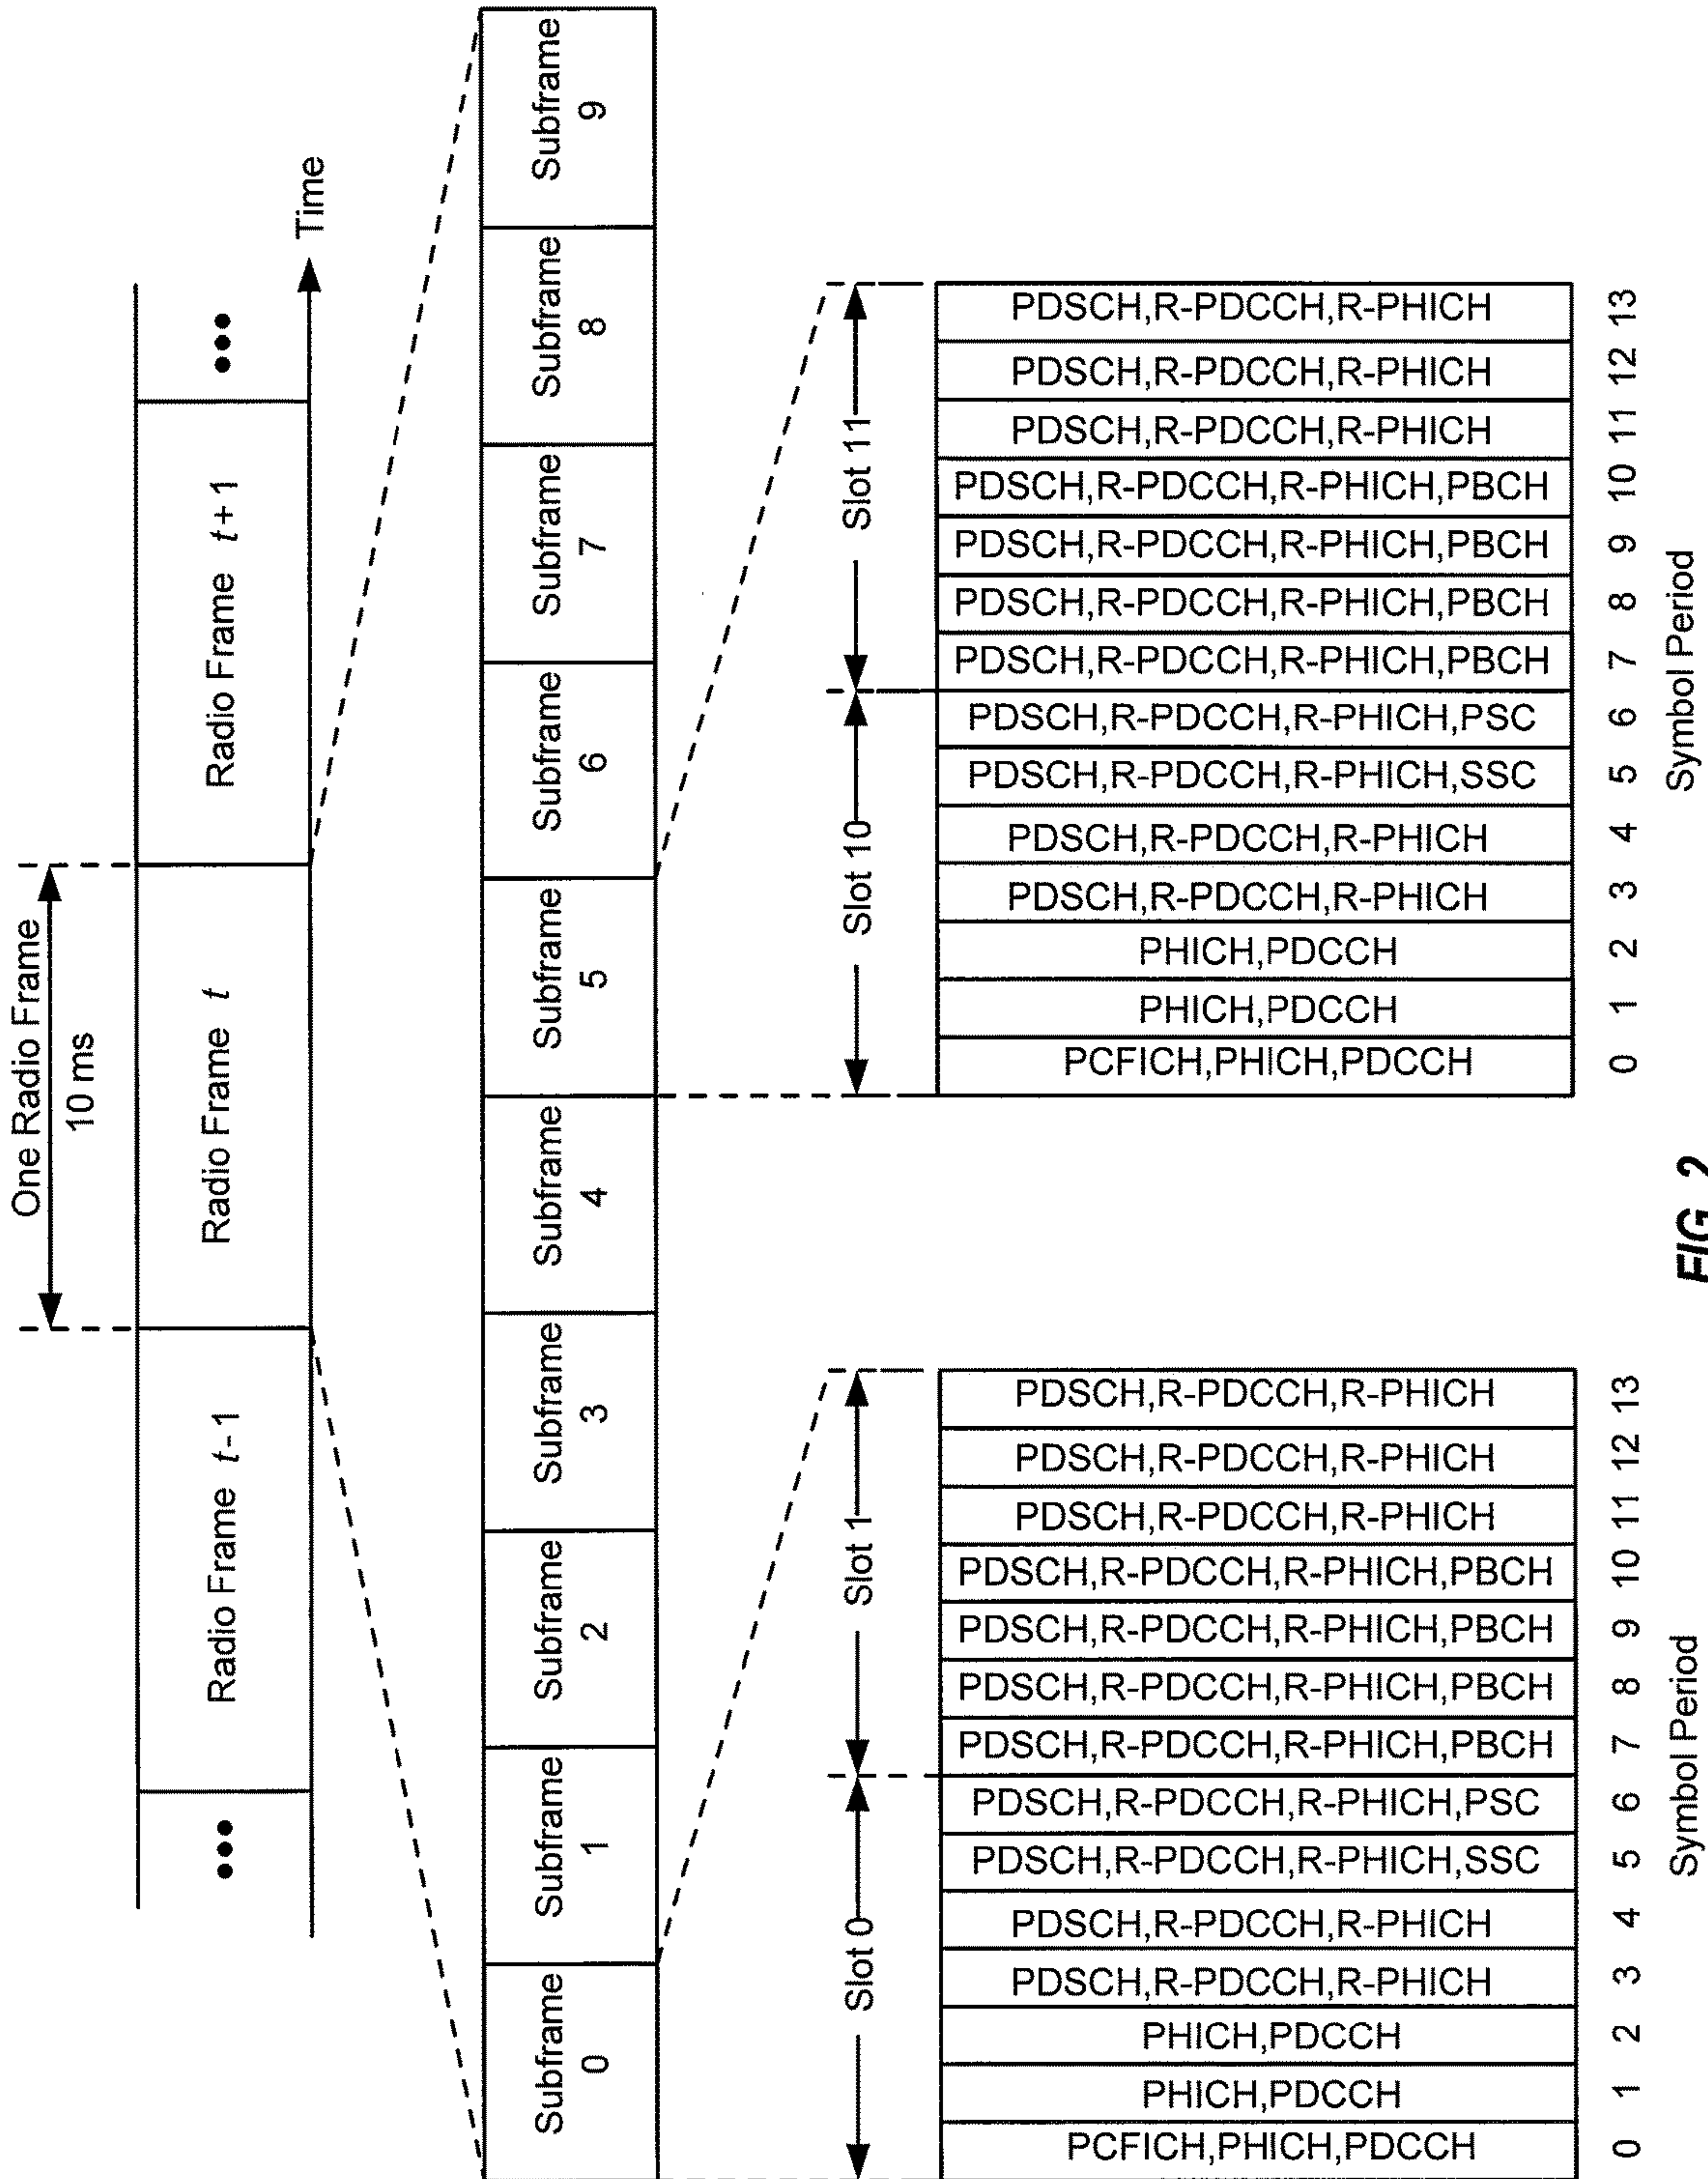 One Radio Frame
10 ms
••• Radio Frame t - 1 Radio Frame t Radio Frame t + 1 •••
Time
Subframe 0 Subframe 1 Subframe 2 Subframe 3 Subframe 4 Subframe 5 Subframe 6 Subframe 7 Subframe 8 Subframe 9
Slot 0 Slot 1
PCFICH,PHICH,PDCCH
PHICH,PDCCH
PHICH,PDCCH
PDSCH,R-PDCCH,R-PHICH
PDSCH,R-PDCCH,R-PHICH
PDSCH,R-PDCCH,R-PHICH,SSC
PDSCH,R-PDCCH,R-PHICH,PSC
PDSCH,R-PDCCH,R-PHICH,PBCH
PDSCH,R-PDCCH,R-PHICH,PBCH
PDSCH,R-PDCCH,R-PHICH,PBCH
PDSCH,R-PDCCH,R-PHICH,PBCH
PDSCH,R-PDCCH,R-PHICH
PDSCH,R-PDCCH,R-PHICH
PDSCH,R-PDCCH,R-PHICH
0 1 2 3 4 5 6 7 8 9 10 11 12 13
Symbol Period
Slot 10 Slot 11
PCFICH,PHICH,PDCCH
PHICH,PDCCH
PHICH,PDCCH
PDSCH,R-PDCCH,R-PHICH
PDSCH,R-PDCCH,R-PHICH
PDSCH,R-PDCCH,R-PHICH,SSC
PDSCH,R-PDCCH,R-PHICH,PSC
PDSCH,R-PDCCH,R-PHICH,PBCH
PDSCH,R-PDCCH,R-PHICH,PBCH
PDSCH,R-PDCCH,R-PHICH,PBCH
PDSCH,R-PDCCH,R-PHICH,PBCH
PDSCH,R-PDCCH,R-PHICH
PDSCH,R-PDCCH,R-PHICH
PDSCH,R-PDCCH,R-PHICH
0 1 2 3 4 5 6 7 8 9 10 11 12 13
Symbol Period
FIG. 2